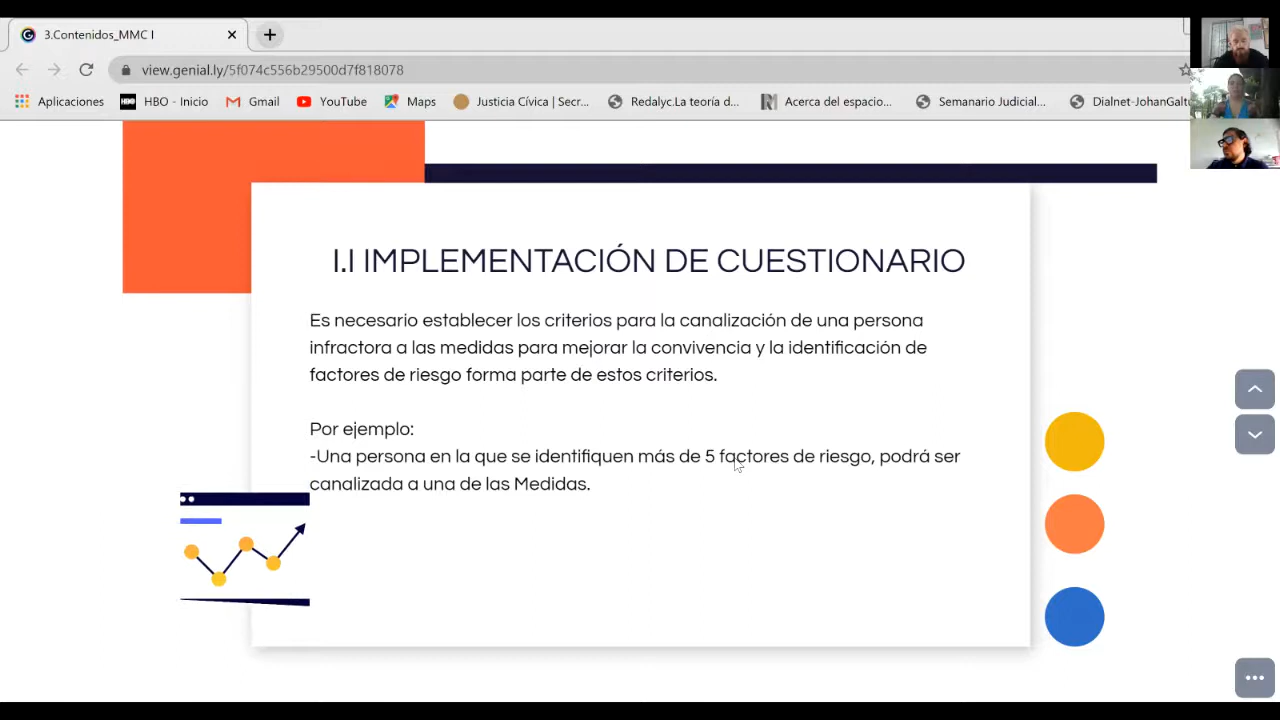 3.Contenidos_MMC I
view.genial.ly/5f074c556b29500d7f818078
Aplicaciones HBO HBO - Inicio Gmail YouTube Maps Justicia Cívica | Secr... Redalyc.La teoría d... Acerca del espacio... Semanario Judicial... Dialnet-JohanGalt
I.I IMPLEMENTACIÓN DE CUESTIONARIO
Es necesario establecer los criterios para la canalización de una persona
infractora a las medidas para mejorar la convivencia y la identificación de
factores de riesgo forma parte de estos criterios.
Por ejemplo:
-Una persona en la que se identifiquen más de 5 factores de riesgo, podrá ser
canalizada a una de las Medidas.